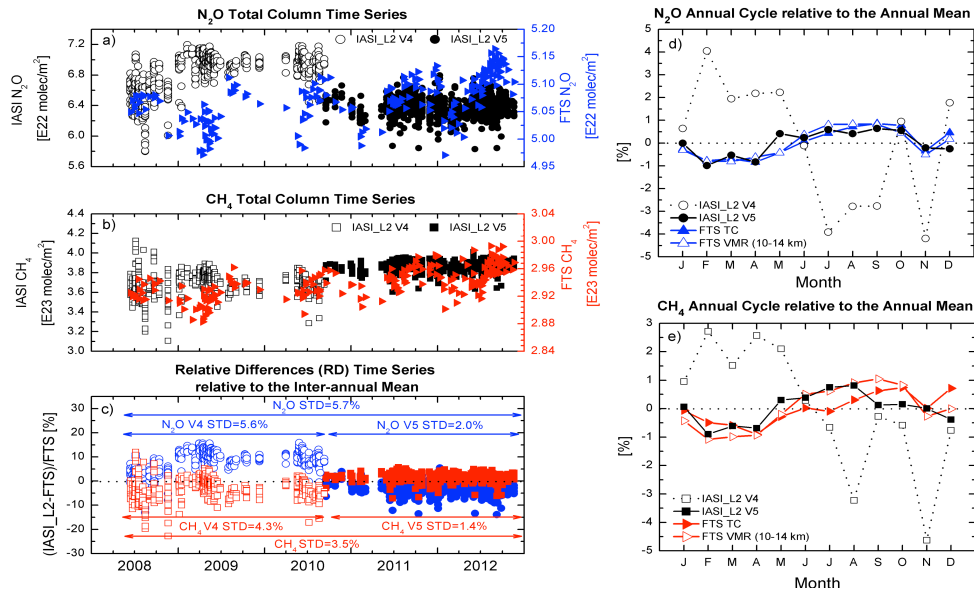 N2O Total Column Time Series
a)
IASI_L2 V4
IASI_L2 V5
7.2
6.8
6.4
6.0
5.6
IASI N2O
[E22 molec/m2]
5.20
5.15
5.10
5.05
5.00
4.95
FTS N2O
[E22 molec/m2]
CH4 Total Column Time Series
b)
IASI_L2 V4
IASI_L2 V5
4.4
4.2
4.0
3.8
3.6
3.4
3.2
3.0
IASI CH4
[E23 molec/m2]
3.04
3.00
2.96
2.92
2.88
2.84
FTS CH4
[E23 molec/m2]
Relative Differences (RD) Time Series
relative to the Inter-annual Mean
c)
N2O STD=5.7%
N2O V4 STD=5.6%
N2O V5 STD=2.0%
30
20
10
0
-10
-20
-30
(IASI_L2-FTS)/FTS [%]
CH4 V4 STD=4.3%
CH4 V5 STD=1.4%
CH4 STD=3.5%
2008
2009
2010
2011
2012
N2O Annual Cycle relative to the Annual Mean
d)
5
4
3
2
1
0
-1
-2
-3
-4
-5
[%]
IASI_L2 V4
IASI_L2 V5
FTS TC
FTS VMR (10-14 km)
J F M A M J J A S O N D
Month
CH4 Annual Cycle relative to the Annual Mean
e)
3
2
1
0
-1
-2
-3
-4
-5
[%]
IASI_L2 V4
IASI_L2 V5
FTS TC
FTS VMR (10-14 km)
J F M A M J J A S O N D
Month